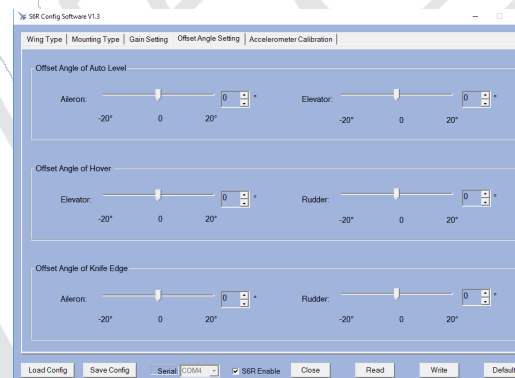 S6R Config Software V1.3
Wing Type Mounting Type Gain Setting Offset Angle Setting Accelerometer Calibration
Offset Angle of Auto Level
Aileron: 0 ° Elevator: 0 °
-20° 0 20° -20° 0 20°
Offset Angle of Hover
Elevator: 0 ° Rudder: 0 °
-20° 0 20° -20° 0 20°
Offset Angle of Knife Edge
Aileron: 0 ° Rudder: 0 °
-20° 0 20° -20° 0 20°
Load Config Save Config Serial: COM4 S6R Enable Close Read Write Default